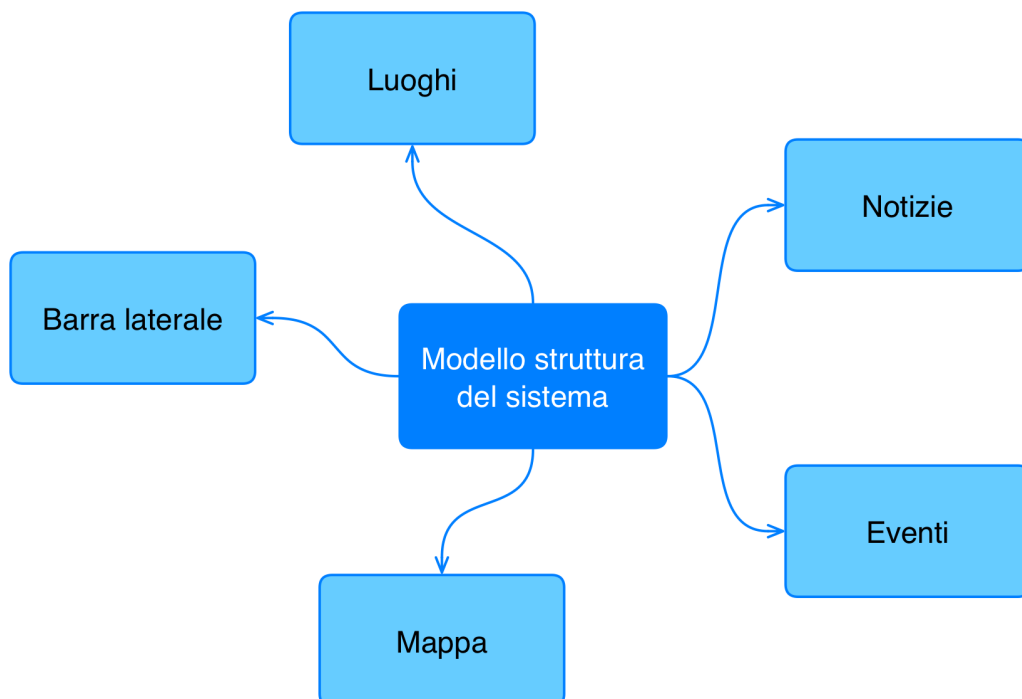 Luoghi
Notizie
Barra laterale
Modello struttura
del sistema
Eventi
Mappa